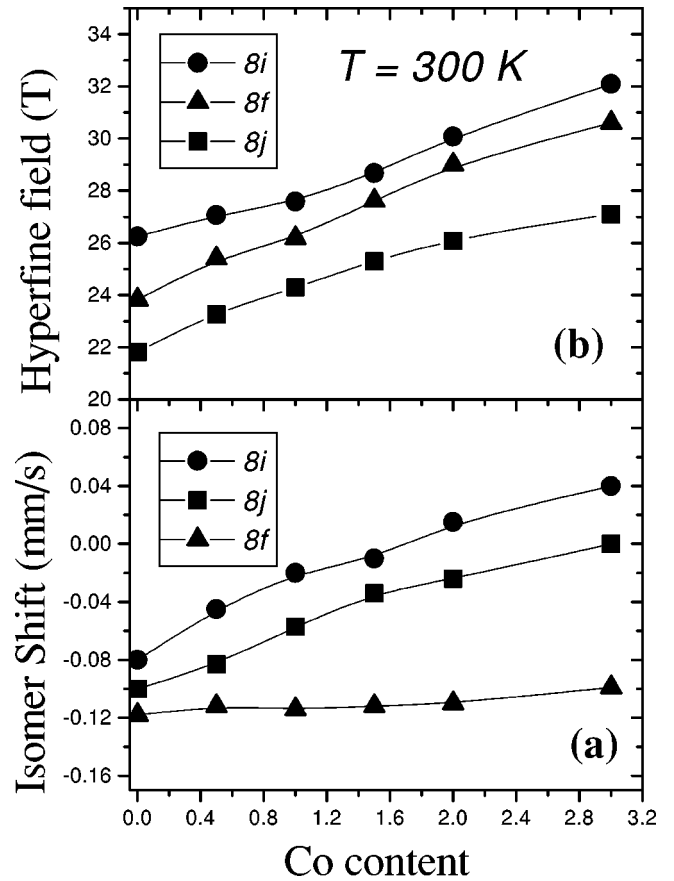 34
32
30
28
26
24
22
20
Hyperfine field (T)
8i
8f
8j
T = 300 K
(b)
0.08
0.04
0.00
-0.04
-0.08
-0.12
-0.16
Isomer Shift (mm/s)
8i
8j
8f
(a)
0.0 0.4 0.8 1.2 1.6 2.0 2.4 2.8 3.2
Co content